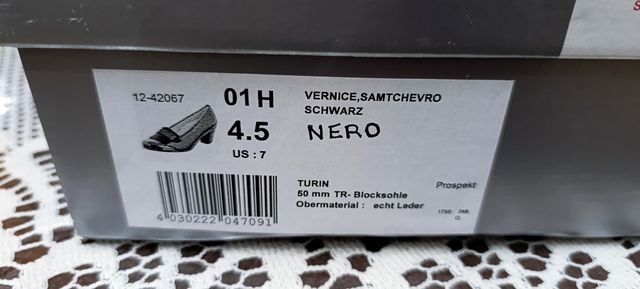 12-42067
01 H
4.5
US : 7
VERNICE,SAMTCHEVRO
SCHWARZ
NERO
TURIN
50 mm TR- Blocksohle
Obermaterial : echt Leder
Prospekt
4 030222 047091